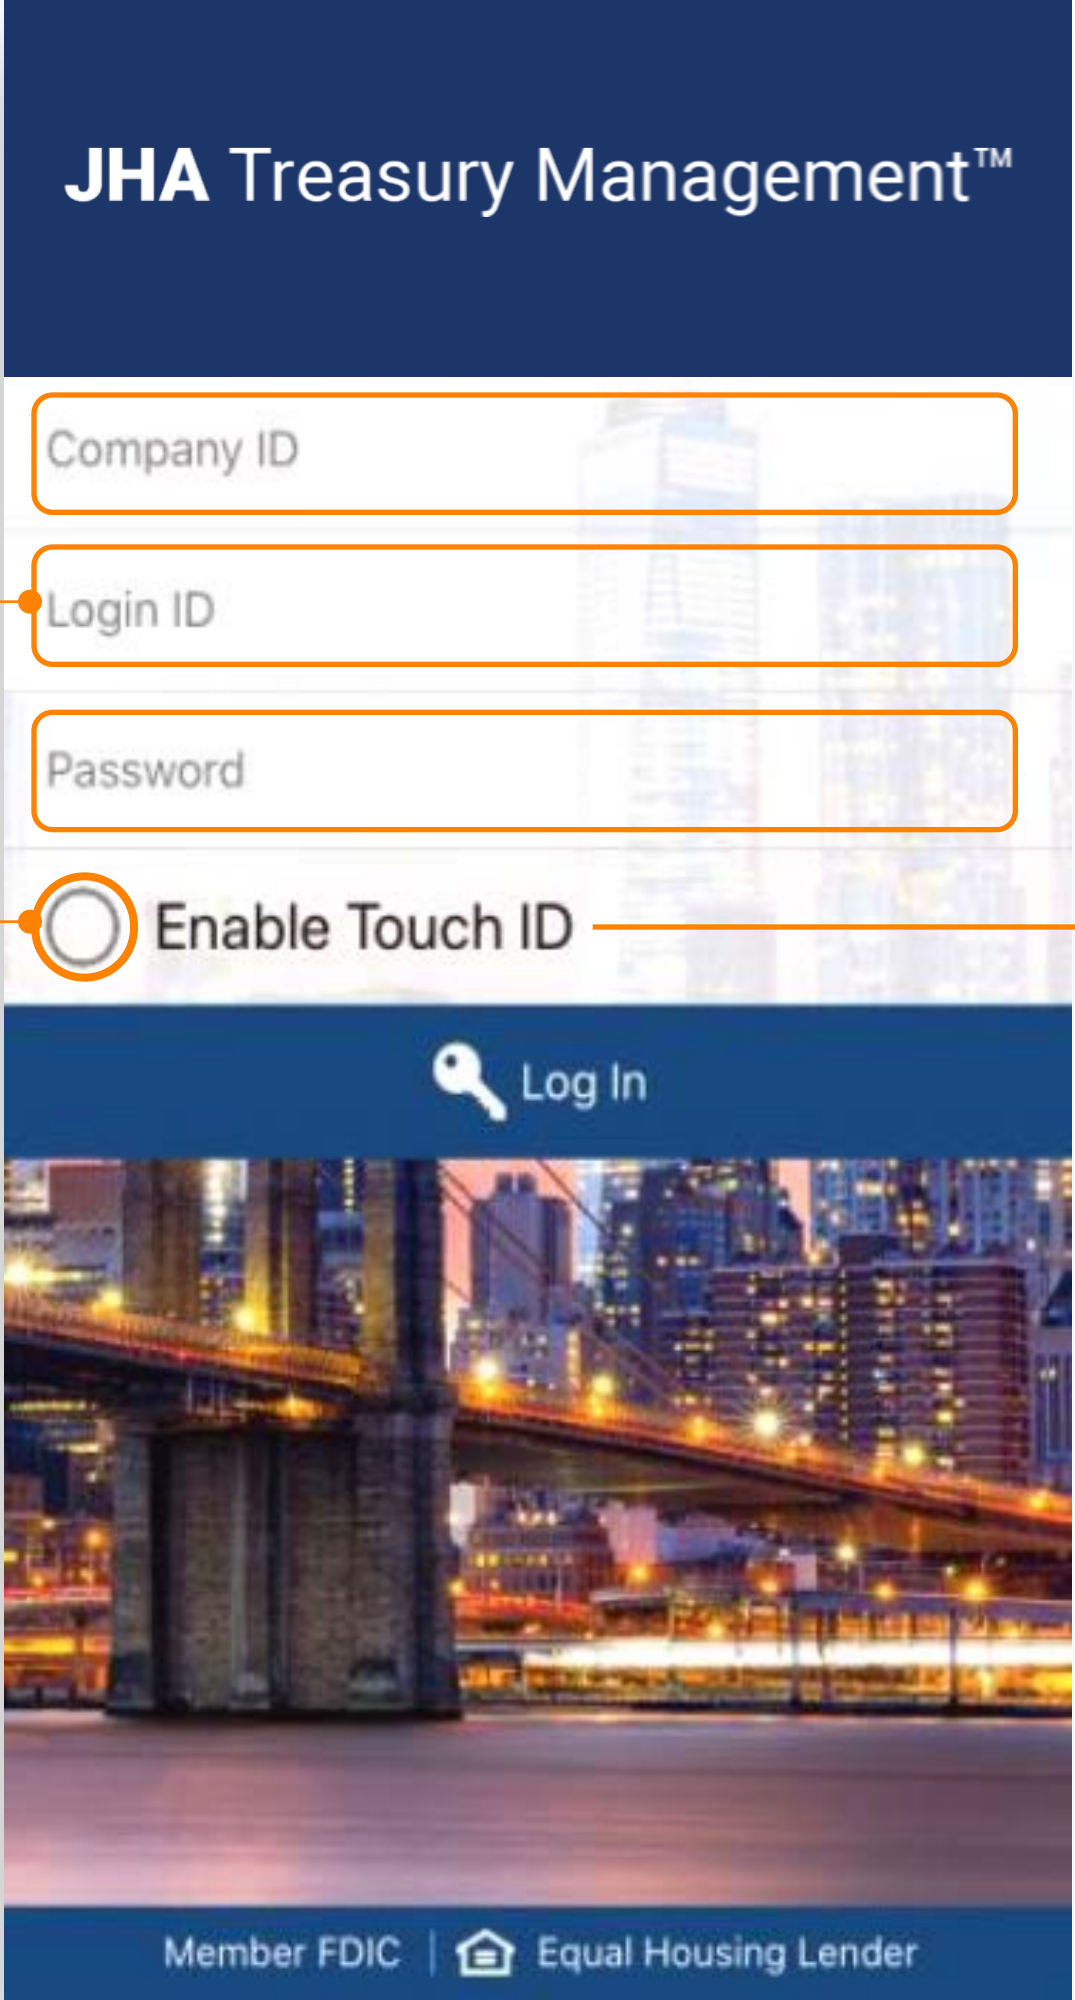 JHA Treasury Management™
Company ID
Login ID
Password
Enable Touch ID
Log In
Member FDIC | Equal Housing Lender